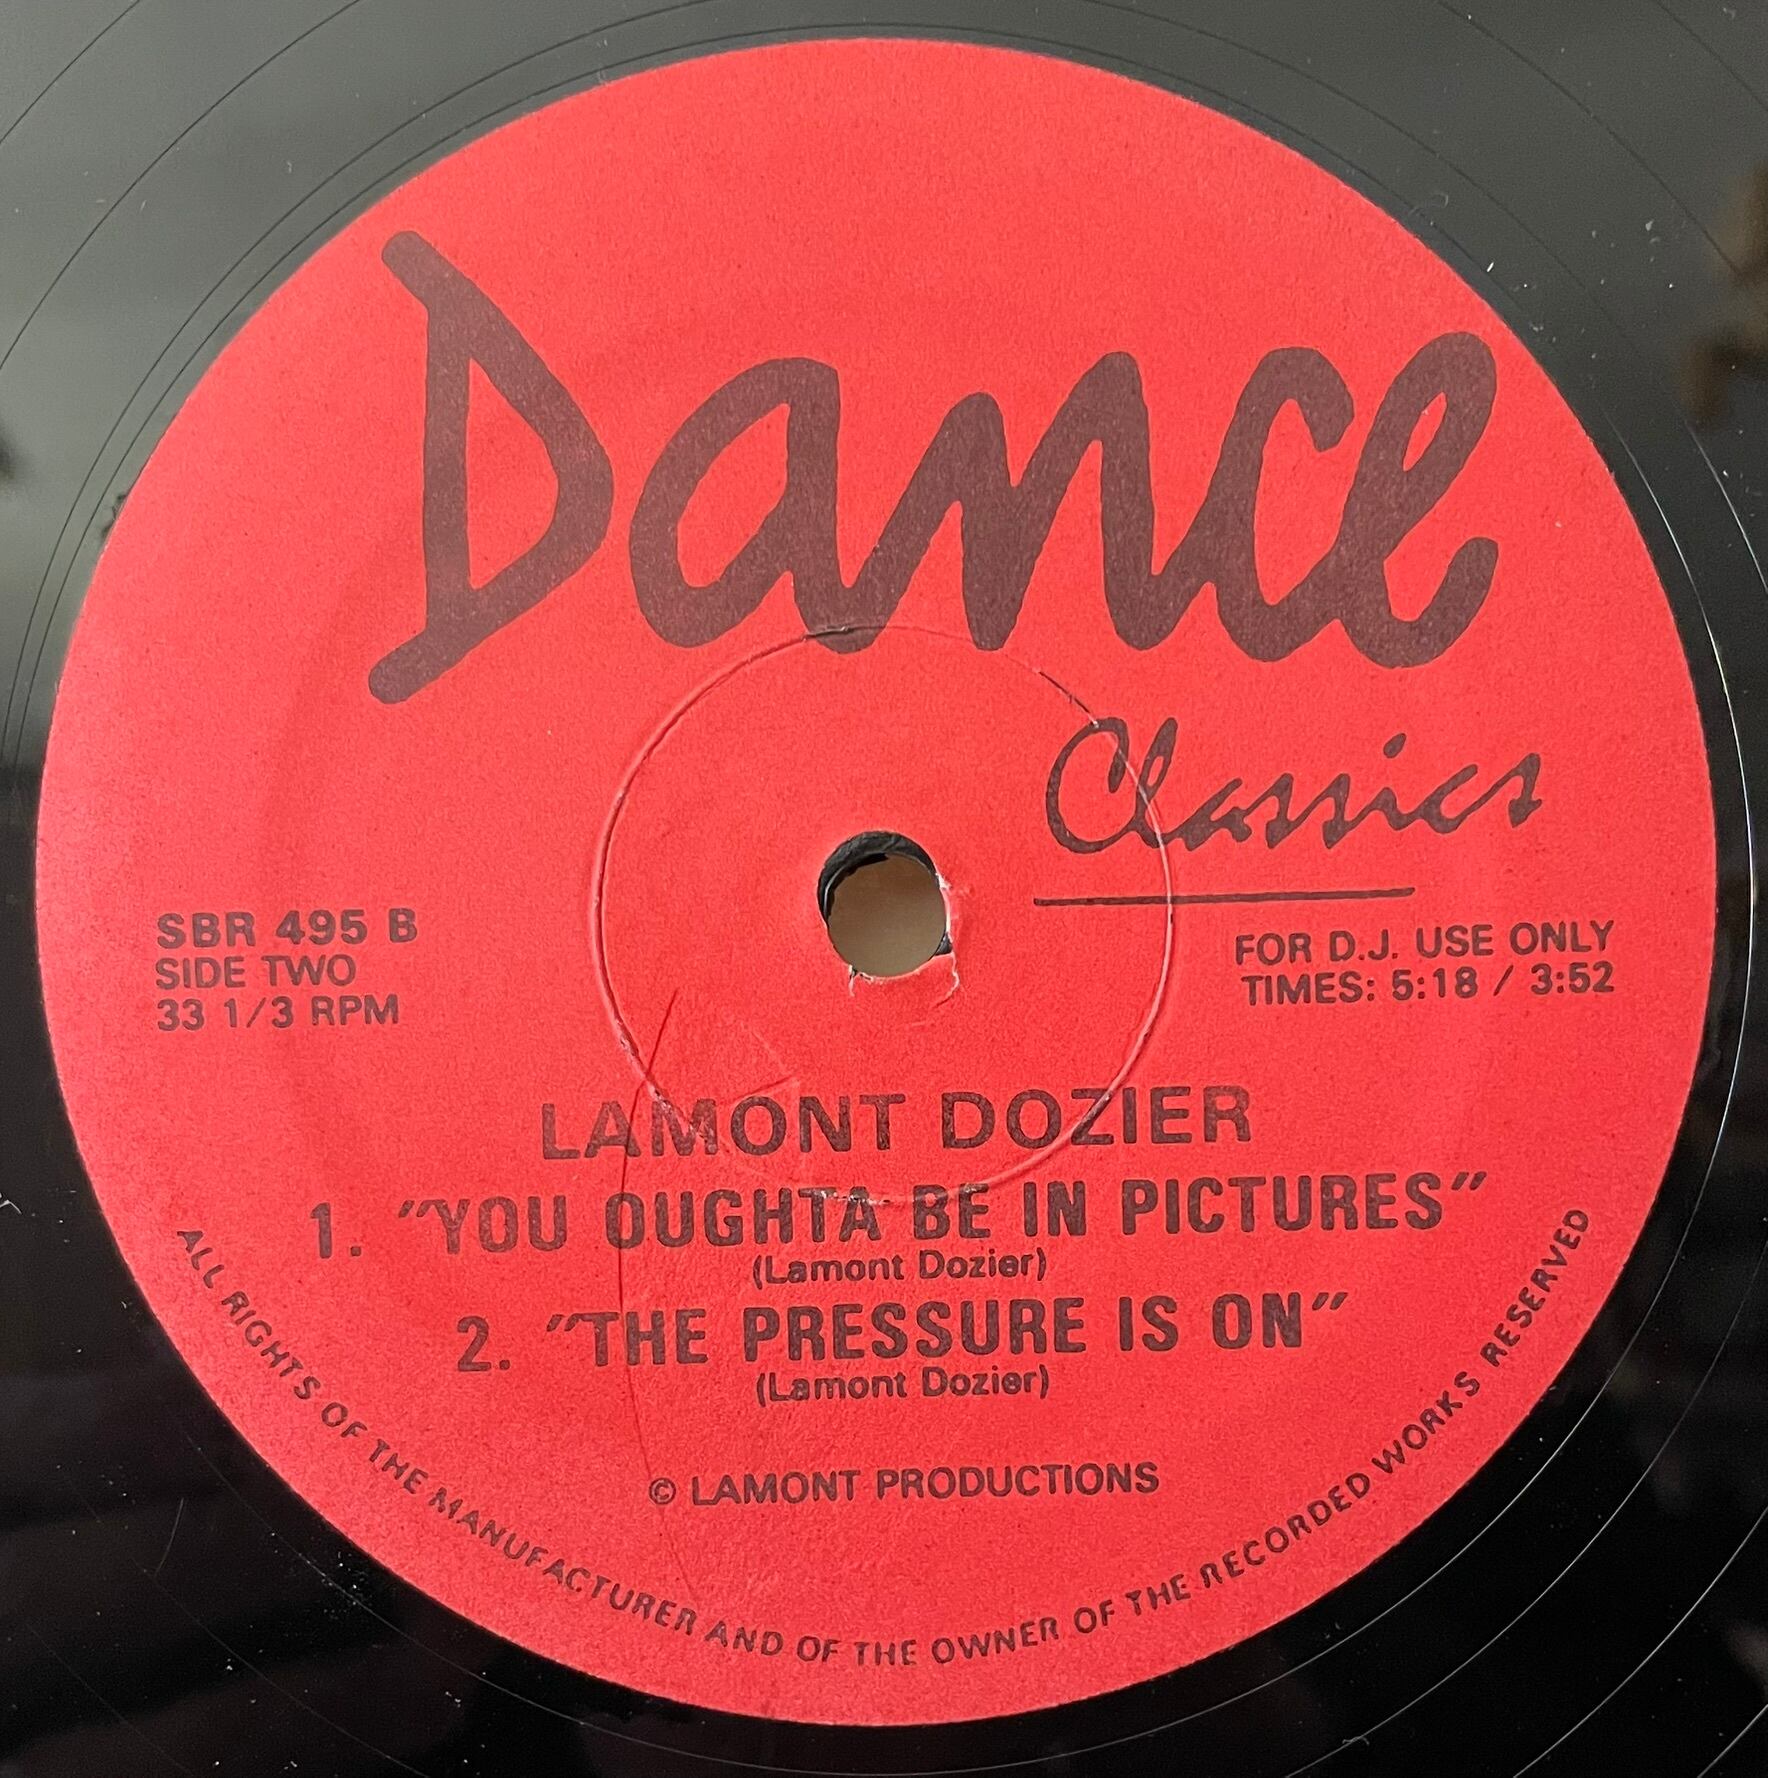 Dance
Classics
SBR 495 B
SIDE TWO
33 1/3 RPM
FOR D.J. USE ONLY
TIMES: 5:18 / 3:52
LAMONT DOZIER
1. "YOU OUGHTA BE IN PICTURES"
(Lamont Dozier)
2. "THE PRESSURE IS ON"
(Lamont Dozier)
© LAMONT PRODUCTIONS
ALL RIGHTS OF THE MANUFACTURER AND OF THE OWNER OF THE RECORDED WORKS RESERVED